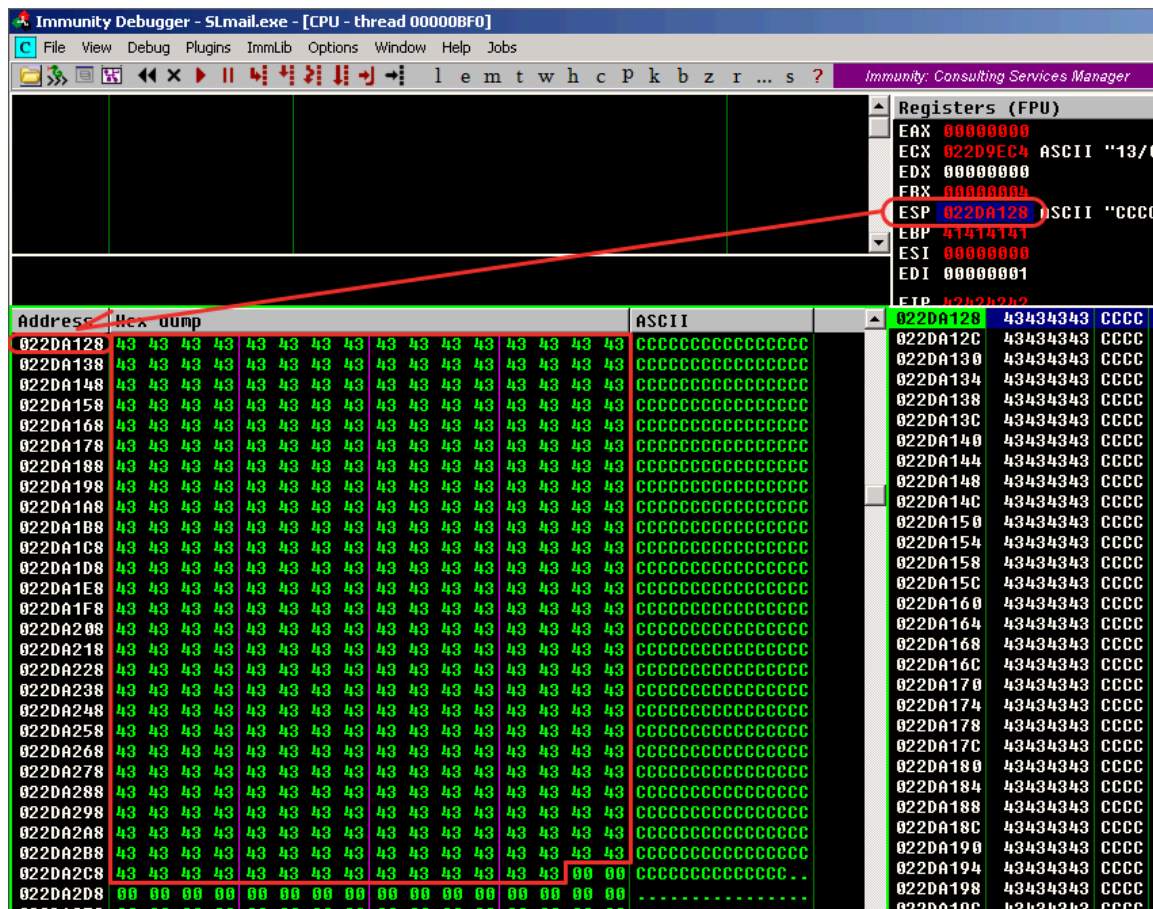 Immunity Debugger - SLmail.exe - [CPU - thread 00000BF0]
C File View Debug Plugins ImmLib Options Window Help Jobs
l e m t w h c P k b z r ... s ? Immunity: Consulting Services Manager
Registers (FPU)
EAX 00000000
ECX 022D9EC4 ASCII "13/
EDX 00000000
EBX 00000004
ESP 022DA128 ASCII "CCC
EBP 41414141
ESI 00000000
EDI 00000001
EIP 42424242
Address Hex dump ASCII
022DA128 43 43 43 43 43 43 43 43 43 43 43 43 43 43 43 43 CCCCCCCCCCCCCCCC
022DA138 43 43 43 43 43 43 43 43 43 43 43 43 43 43 43 43 CCCCCCCCCCCCCCCC
022DA148 43 43 43 43 43 43 43 43 43 43 43 43 43 43 43 43 CCCCCCCCCCCCCCCC
022DA158 43 43 43 43 43 43 43 43 43 43 43 43 43 43 43 43 CCCCCCCCCCCCCCCC
022DA168 43 43 43 43 43 43 43 43 43 43 43 43 43 43 43 43 CCCCCCCCCCCCCCCC
022DA178 43 43 43 43 43 43 43 43 43 43 43 43 43 43 43 43 CCCCCCCCCCCCCCCC
022DA188 43 43 43 43 43 43 43 43 43 43 43 43 43 43 43 43 CCCCCCCCCCCCCCCC
022DA198 43 43 43 43 43 43 43 43 43 43 43 43 43 43 43 43 CCCCCCCCCCCCCCCC
022DA1A8 43 43 43 43 43 43 43 43 43 43 43 43 43 43 43 43 CCCCCCCCCCCCCCCC
022DA1B8 43 43 43 43 43 43 43 43 43 43 43 43 43 43 43 43 CCCCCCCCCCCCCCCC
022DA1C8 43 43 43 43 43 43 43 43 43 43 43 43 43 43 43 43 CCCCCCCCCCCCCCCC
022DA1D8 43 43 43 43 43 43 43 43 43 43 43 43 43 43 43 43 CCCCCCCCCCCCCCCC
022DA1E8 43 43 43 43 43 43 43 43 43 43 43 43 43 43 43 43 CCCCCCCCCCCCCCCC
022DA1F8 43 43 43 43 43 43 43 43 43 43 43 43 43 43 43 43 CCCCCCCCCCCCCCCC
022DA208 43 43 43 43 43 43 43 43 43 43 43 43 43 43 43 43 CCCCCCCCCCCCCCCC
022DA218 43 43 43 43 43 43 43 43 43 43 43 43 43 43 43 43 CCCCCCCCCCCCCCCC
022DA228 43 43 43 43 43 43 43 43 43 43 43 43 43 43 43 43 CCCCCCCCCCCCCCCC
022DA238 43 43 43 43 43 43 43 43 43 43 43 43 43 43 43 43 CCCCCCCCCCCCCCCC
022DA248 43 43 43 43 43 43 43 43 43 43 43 43 43 43 43 43 CCCCCCCCCCCCCCCC
022DA258 43 43 43 43 43 43 43 43 43 43 43 43 43 43 43 43 CCCCCCCCCCCCCCCC
022DA268 43 43 43 43 43 43 43 43 43 43 43 43 43 43 43 43 CCCCCCCCCCCCCCCC
022DA278 43 43 43 43 43 43 43 43 43 43 43 43 43 43 43 43 CCCCCCCCCCCCCCCC
022DA288 43 43 43 43 43 43 43 43 43 43 43 43 43 43 43 43 CCCCCCCCCCCCCCCC
022DA298 43 43 43 43 43 43 43 43 43 43 43 43 43 43 43 43 CCCCCCCCCCCCCCCC
022DA2A8 43 43 43 43 43 43 43 43 43 43 43 43 43 43 43 43 CCCCCCCCCCCCCCCC
022DA2B8 43 43 43 43 43 43 43 43 43 43 43 43 43 43 43 43 CCCCCCCCCCCCCCCC
022DA2C8 43 43 43 43 43 43 43 43 43 43 43 43 43 43 00 00 CCCCCCCCCCCCCC..
022DA2D8 00 00 00 00 00 00 00 00 00 00 00 00 00 00 00 00 ................
022DA128 43434343 CCCC
022DA12C 43434343 CCCC
022DA130 43434343 CCCC
022DA134 43434343 CCCC
022DA138 43434343 CCCC
022DA13C 43434343 CCCC
022DA140 43434343 CCCC
022DA144 43434343 CCCC
022DA148 43434343 CCCC
022DA14C 43434343 CCCC
022DA150 43434343 CCCC
022DA154 43434343 CCCC
022DA158 43434343 CCCC
022DA15C 43434343 CCCC
022DA160 43434343 CCCC
022DA164 43434343 CCCC
022DA168 43434343 CCCC
022DA16C 43434343 CCCC
022DA170 43434343 CCCC
022DA174 43434343 CCCC
022DA178 43434343 CCCC
022DA17C 43434343 CCCC
022DA180 43434343 CCCC
022DA184 43434343 CCCC
022DA188 43434343 CCCC
022DA18C 43434343 CCCC
022DA190 43434343 CCCC
022DA194 43434343 CCCC
022DA198 43434343 CCCC
022DA19C 43434343 CCCC